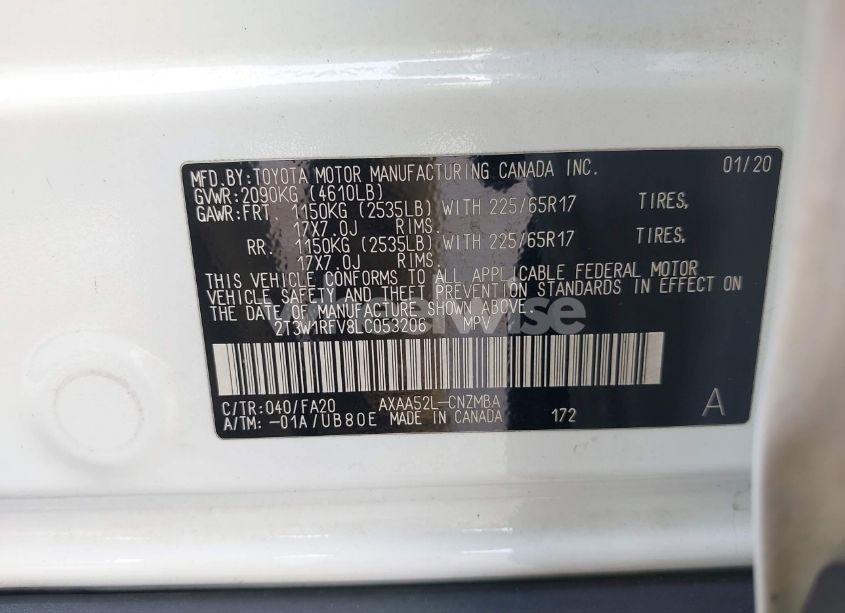 MFD.BY:TOYOTA MOTOR MANUFACTURING CANADA INC. 01/20
GVWR:2090KG (4610LB)
GAWR:FRT. 1150KG (2535LB) WITH 225/65R17 TIRES,
17X7.0J RIMS.
RR. 1150KG (2535LB) WITH 225/65R17 TIRES,
17X7.0J RIMS.
THIS VEHICLE CONFORMS TO ALL APPLICABLE FEDERAL MOTOR
VEHICLE SAFETY AND THEFT PREVENTION STANDARDS IN EFFECT ON
THE DATE OF MANUFACTURE SHOWN ABOVE.
2T3W1RFV8LC053206 MPV
C/TR:040/FA20 AXAA52L-CNZMBA
A/TM:-01A/UB80E MADE IN CANADA 172 A